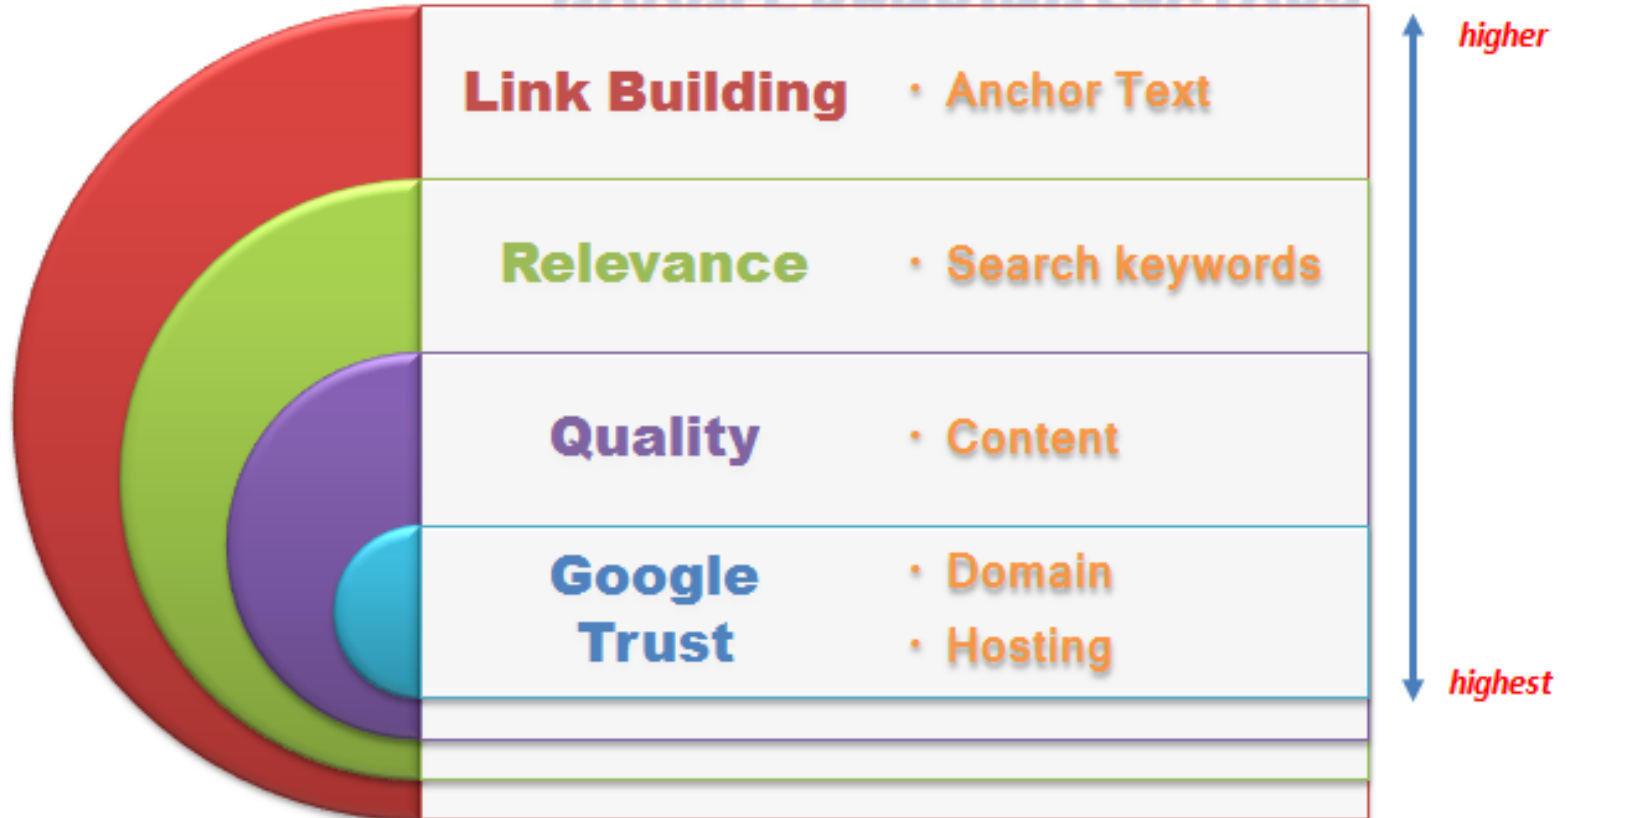 higher
Link Building
· Anchor Text
Relevance
· Search keywords
Quality
· Content
Google
Trust
· Domain
· Hosting
highest